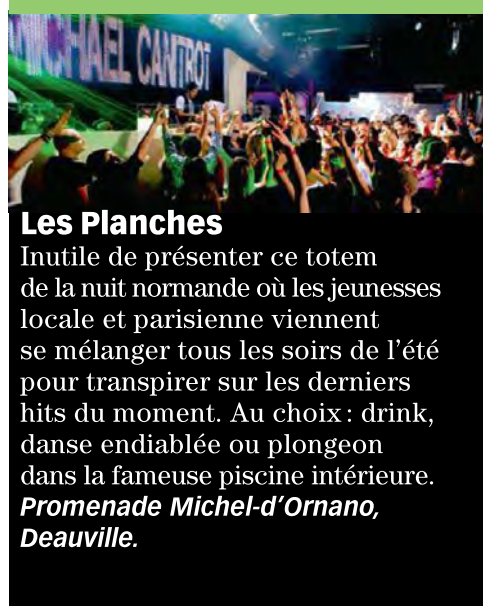 MICHAEL CANITROT
Les Planches
Inutile de présenter ce totem
de la nuit normande où les jeunesses
locale et parisienne viennent
se mélanger tous les soirs de l’été
pour transpirer sur les derniers
hits du moment. Au choix : drink,
danse endiablée ou plongeon
dans la fameuse piscine intérieure.
Promenade Michel-d’Ornano,
Deauville.